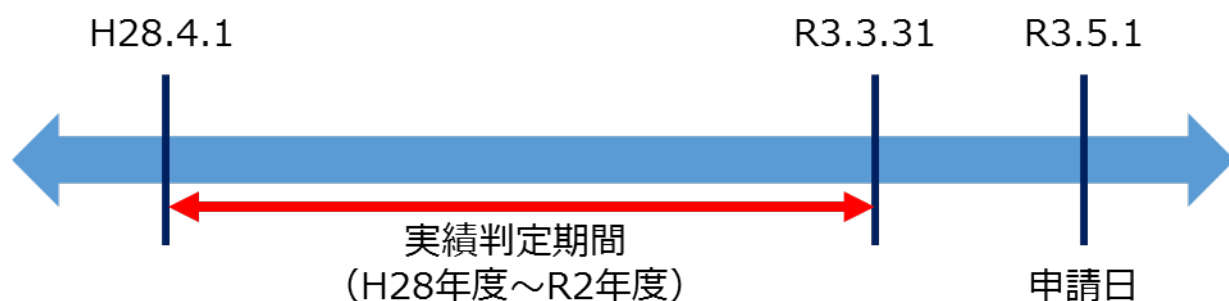 H28.4.1
R3.3.31
R3.5.1
実績判定期間
（H28年度～R2年度）
申請日